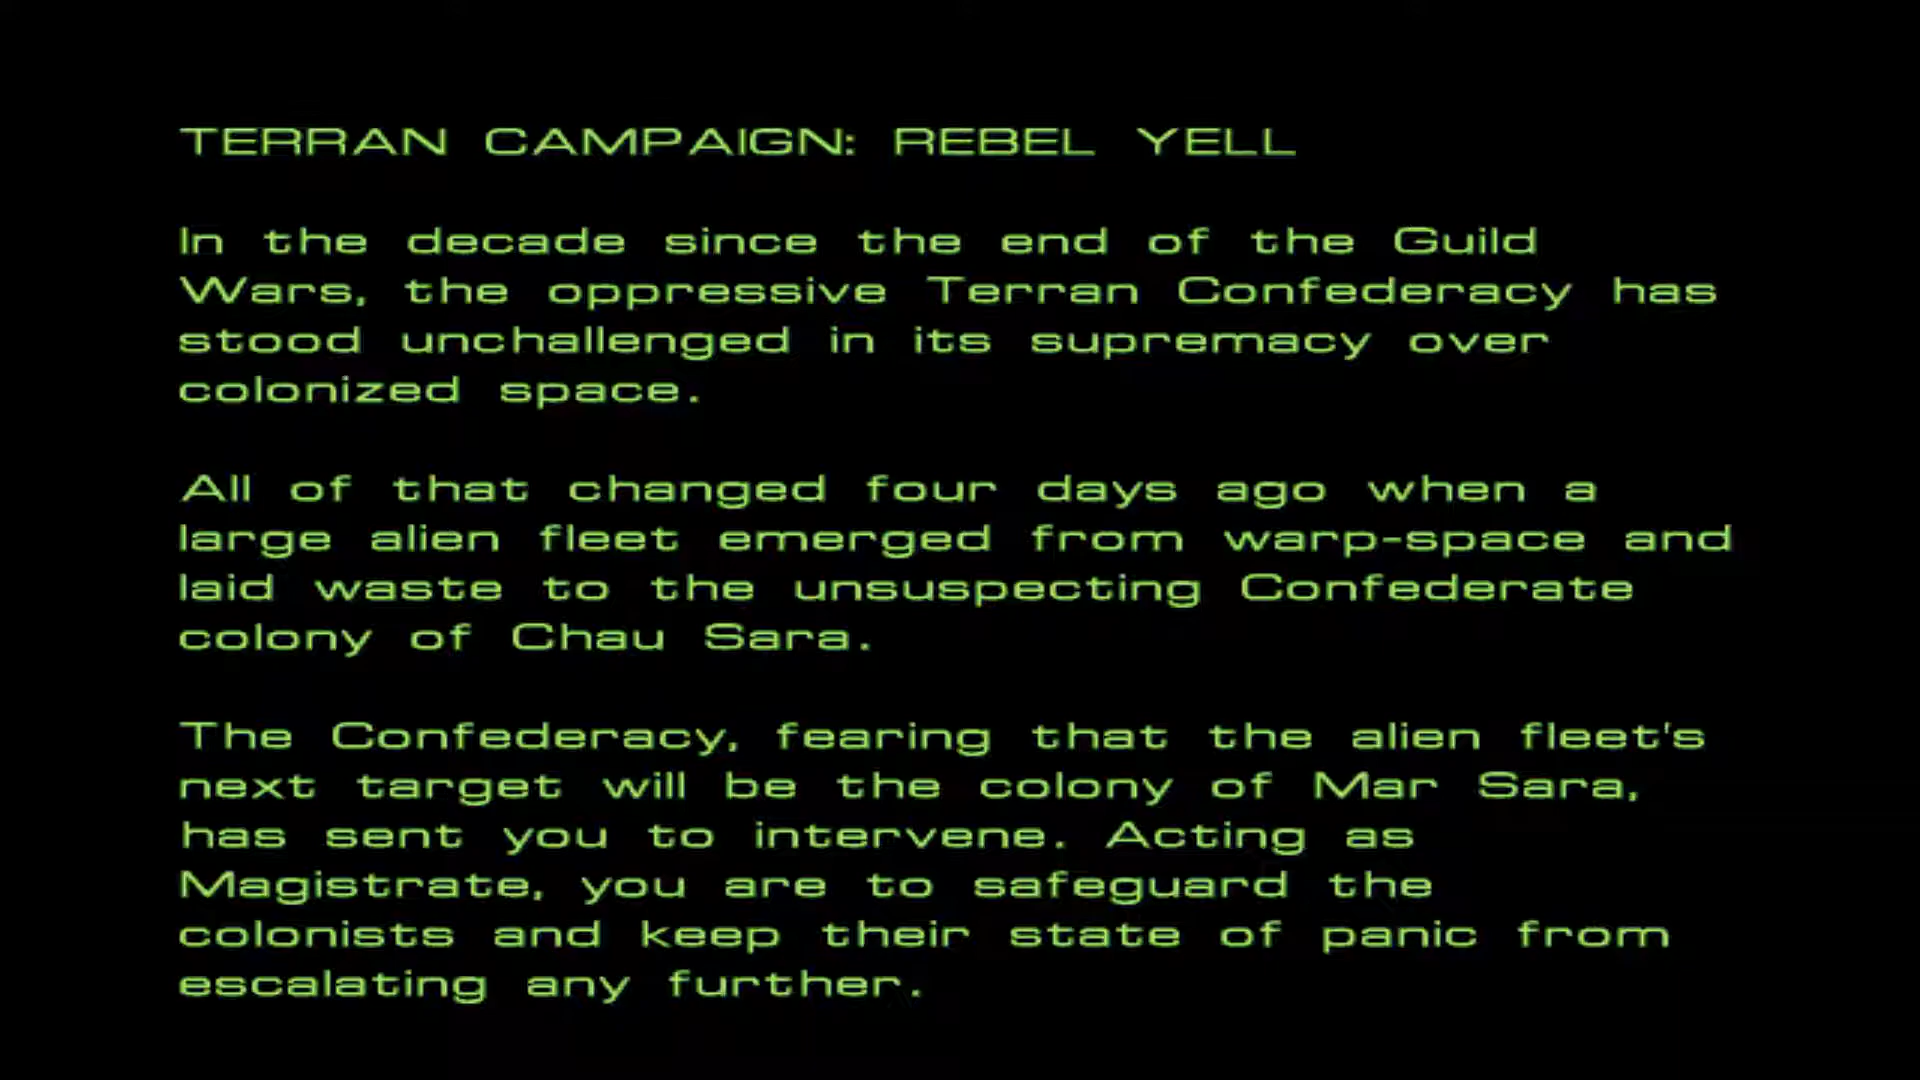 TERRAN CAMPAIGN: REBEL YELL
In the decade since the end of the Guild
Wars, the oppressive Terran Confederacy has
stood unchallenged in its supremacy over
colonized space.
All of that changed four days ago when a
large alien fleet emerged from warp-space and
laid waste to the unsuspecting Confederate
colony of Chau Sara.
The Confederacy, fearing that the alien fleet's
next target will be the colony of Mar Sara,
has sent you to intervene. Acting as
Magistrate, you are to safeguard the
colonists and keep their state of panic from
escalating any further.